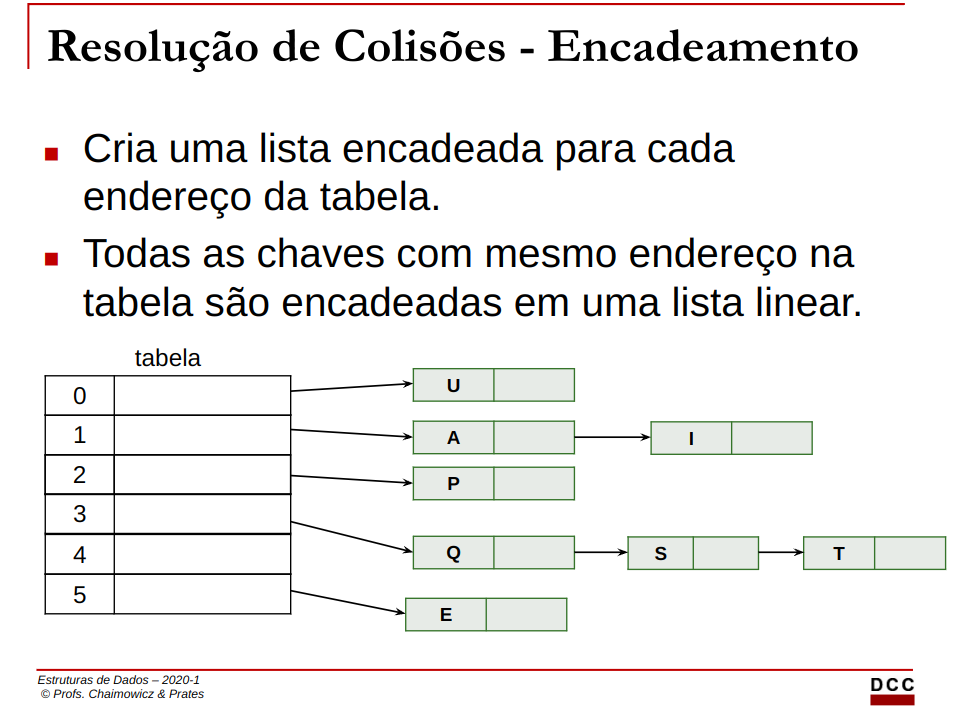 Resolução de Colisões - Encadeamento
Cria uma lista encadeada para cada
endereço da tabela.
Todas as chaves com mesmo endereço na
tabela são encadeadas em uma lista linear.
tabela
0
U
1
A
I
2
P
3
Q
S
T
4
5
E
Estruturas de Dados – 2020-1
© Profs. Chaimowicz & Prates
DCC